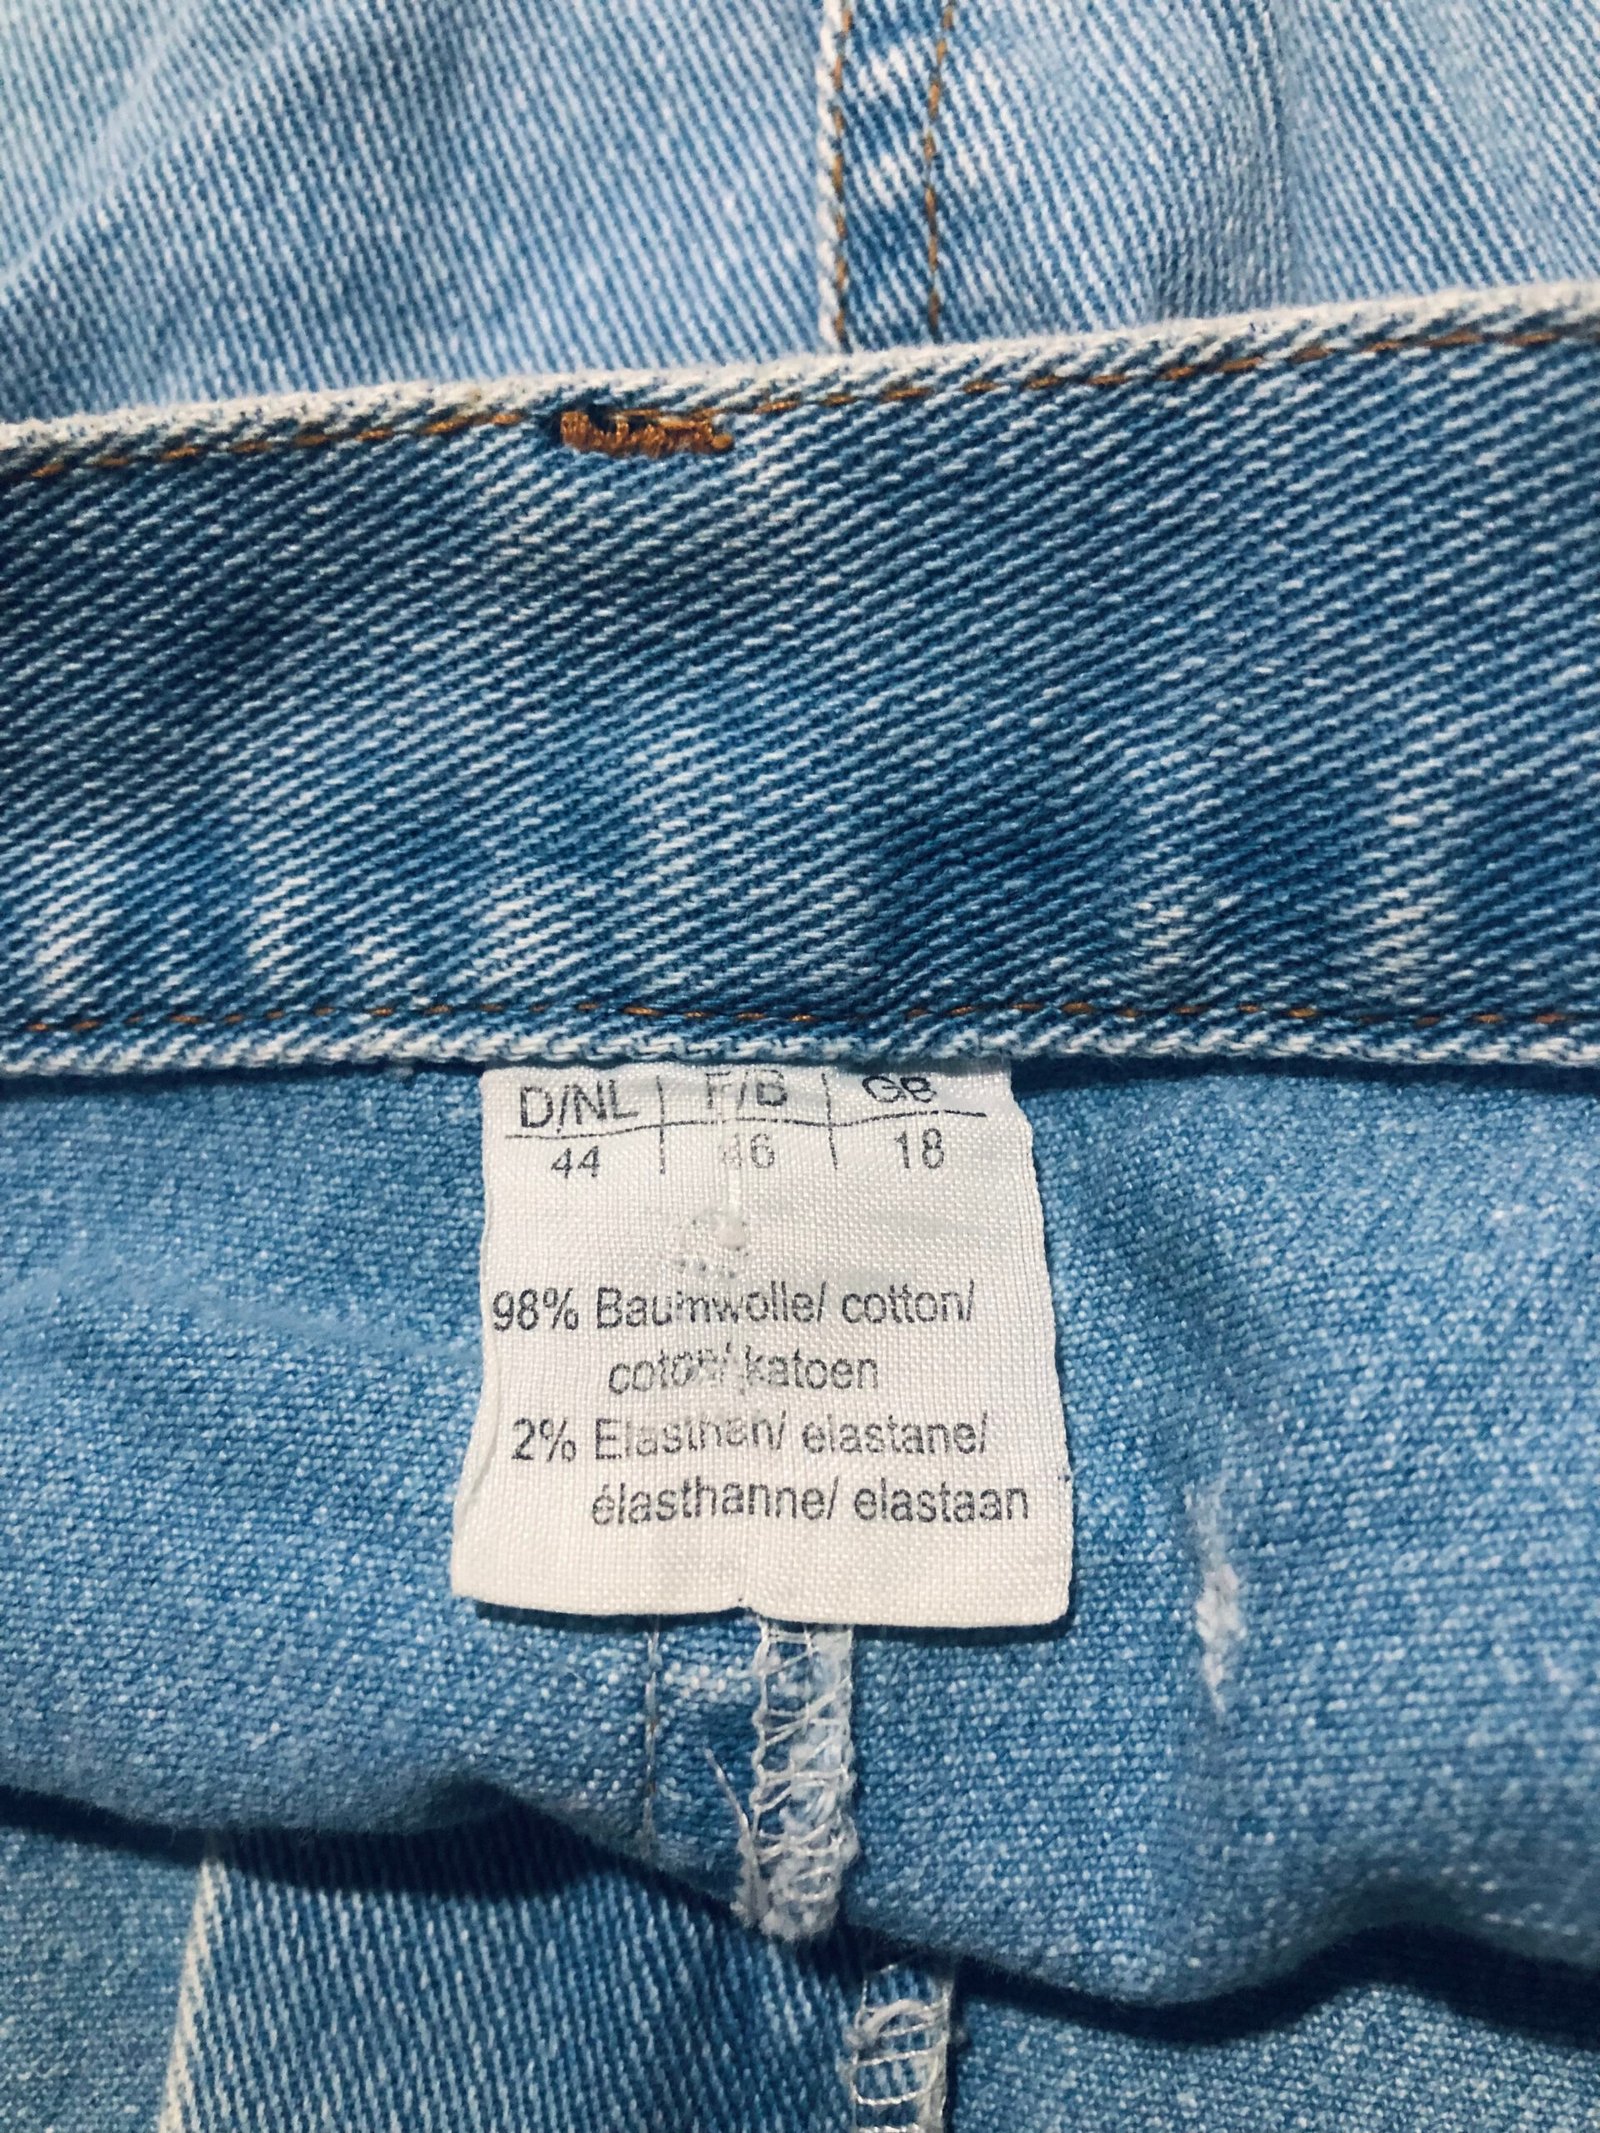 D/NL | F/B | GB
44 | 46 | 18
98% Baumwolle/ cotton/
coton/ katoen
2% Elasthan/ elastane/
élasthanne/ elastaan